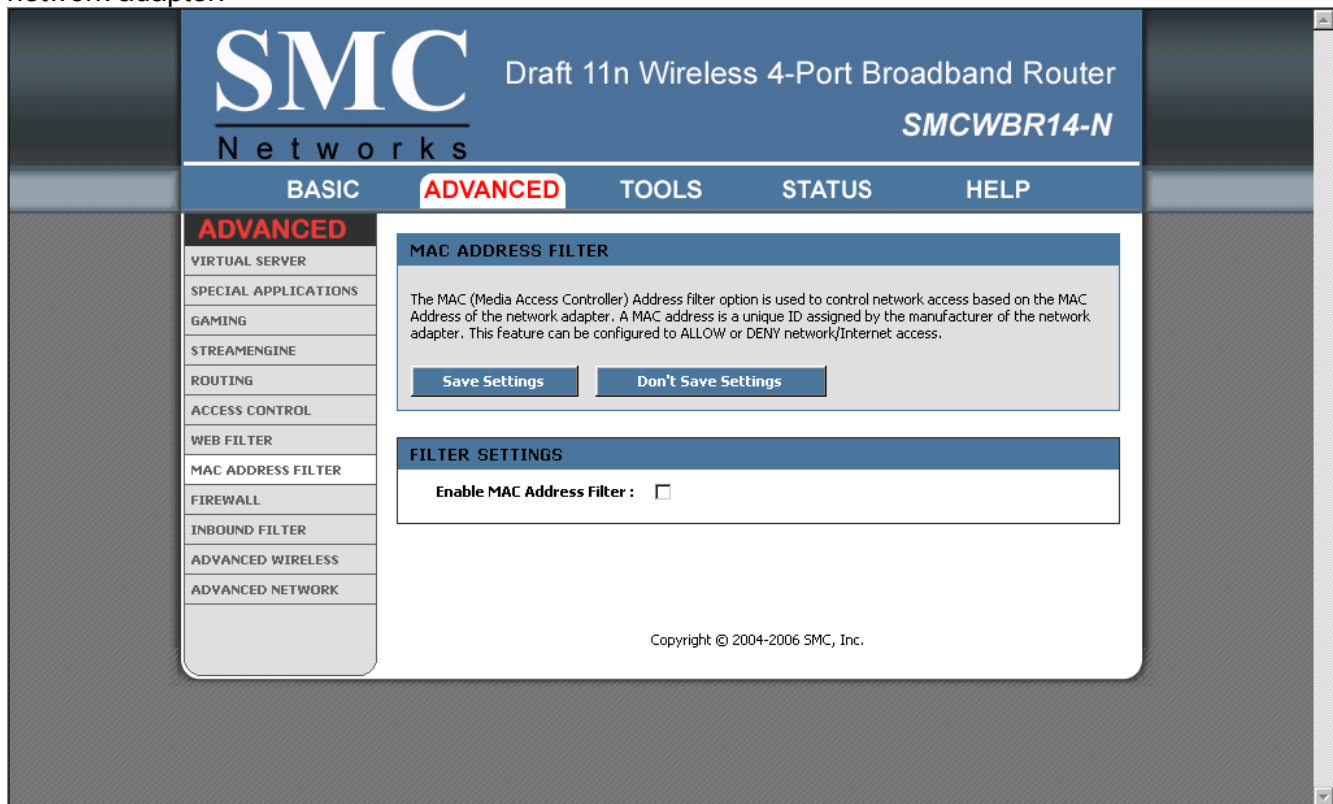 network adapter.
SMC
Networks
Draft 11n Wireless 4-Port Broadband Router
SMCWBR14-N
BASIC ADVANCED TOOLS STATUS HELP
ADVANCED
VIRTUAL SERVER
SPECIAL APPLICATIONS
GAMING
STREAMENGINE
ROUTING
ACCESS CONTROL
WEB FILTER
MAC ADDRESS FILTER
FIREWALL
INBOUND FILTER
ADVANCED WIRELESS
ADVANCED NETWORK
MAC ADDRESS FILTER
The MAC (Media Access Controller) Address filter option is used to control network access based on the MAC
Address of the network adapter. A MAC address is a unique ID assigned by the manufacturer of the network
adapter. This feature can be configured to ALLOW or DENY network/Internet access.
Save Settings Don't Save Settings
FILTER SETTINGS
Enable MAC Address Filter :
Copyright © 2004-2006 SMC, Inc.